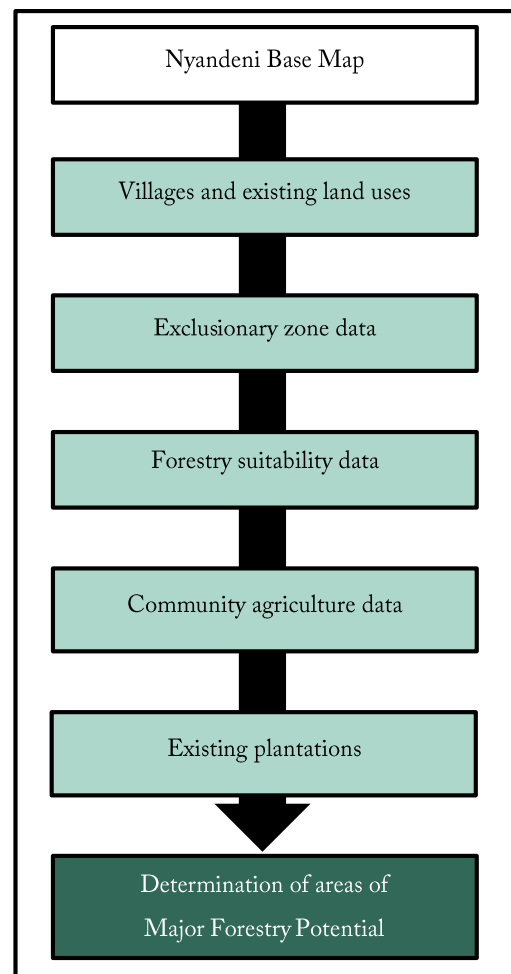 Nyandeni Base Map
Villages and existing land uses
Exclusionary zone data
Forestry suitability data
Community agriculture data
Existing plantations
Determination of areas of
Major Forestry Potential